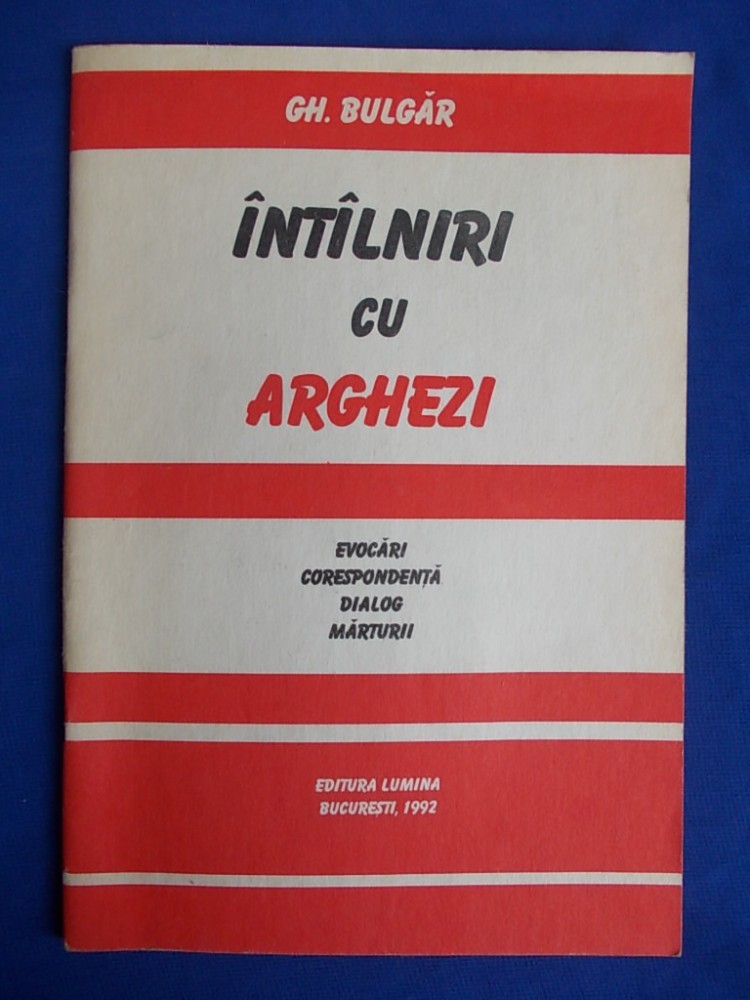 GH. BULGĂR
ÎNTÎLNIRI
CU
ARGHEZI
EVOCĂRI
CORESPONDENȚĂ
DIALOG
MĂRTURII
EDITURA LUMINA
BUCUREȘTI, 1992